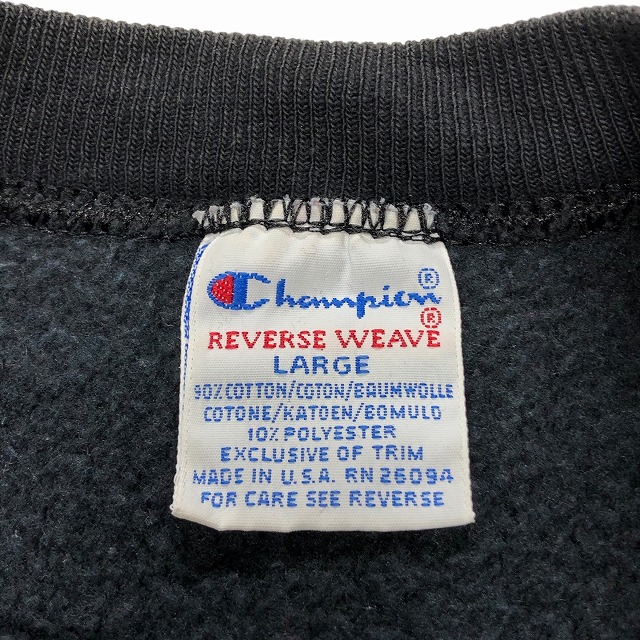 Champion®
REVERSE WEAVE®
LARGE
90% COTTON/COTON/BAUMWOLLE
COTONE/KATOEN/BOMULD
10% POLYESTER
EXCLUSIVE OF TRIM
MADE IN U.S.A. RN 26094
FOR CARE SEE REVERSE